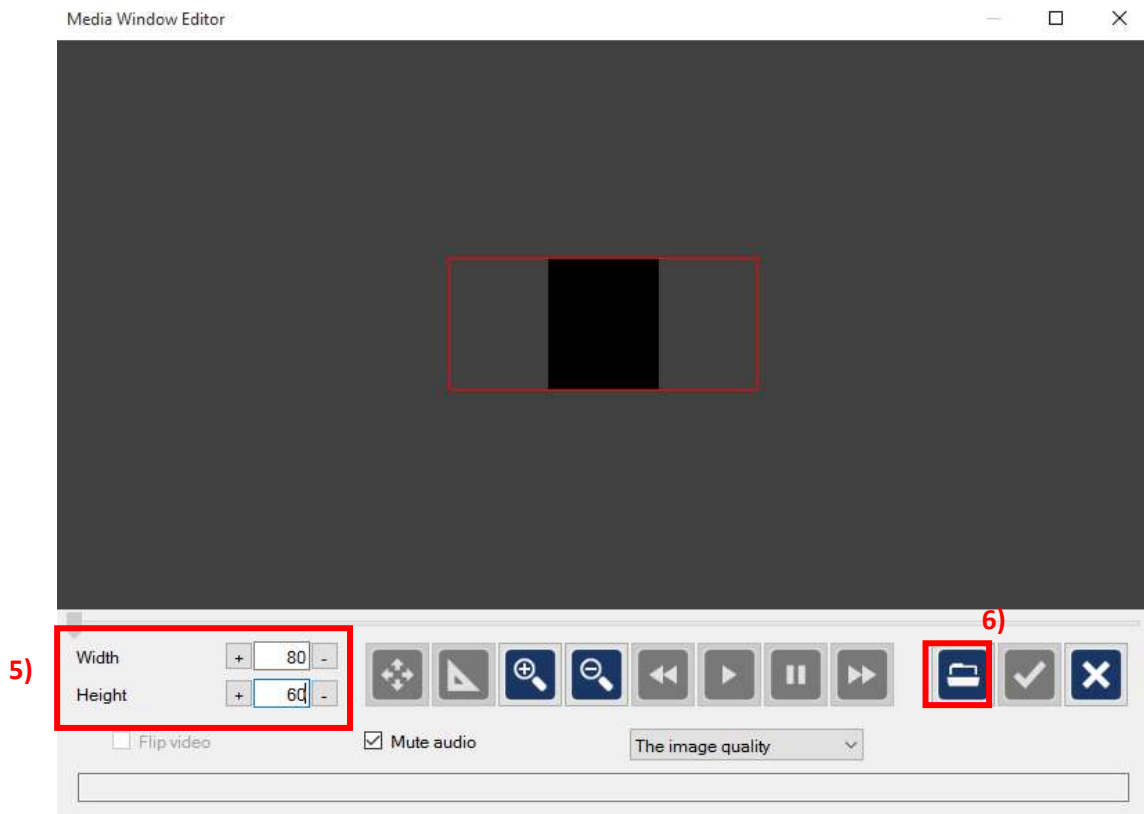 Media Window Editor
6)
5)
Width + 80 -
Height + 60 -
Flip video
Mute audio
The image quality